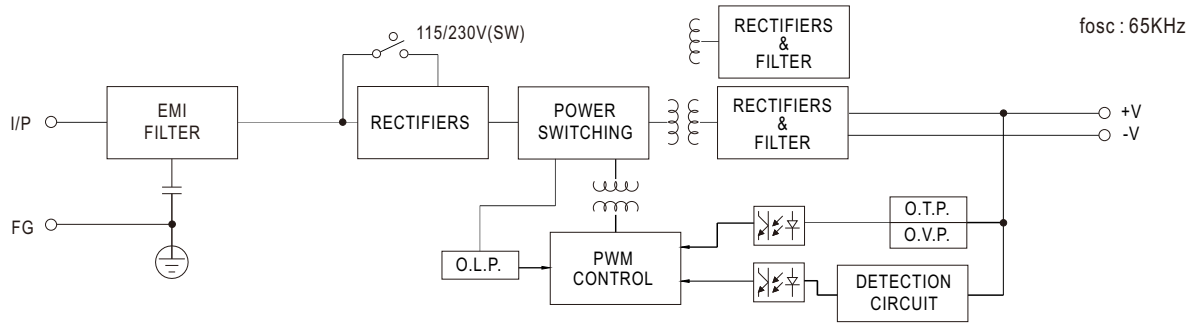 115/230V(SW)
RECTIFIERS
&
FILTER
fosc : 65KHz
I/P
EMI
FILTER
RECTIFIERS
POWER
SWITCHING
RECTIFIERS
&
FILTER
+V
-V
FG
O.L.P.
PWM
CONTROL
O.T.P.
O.V.P.
DETECTION
CIRCUIT